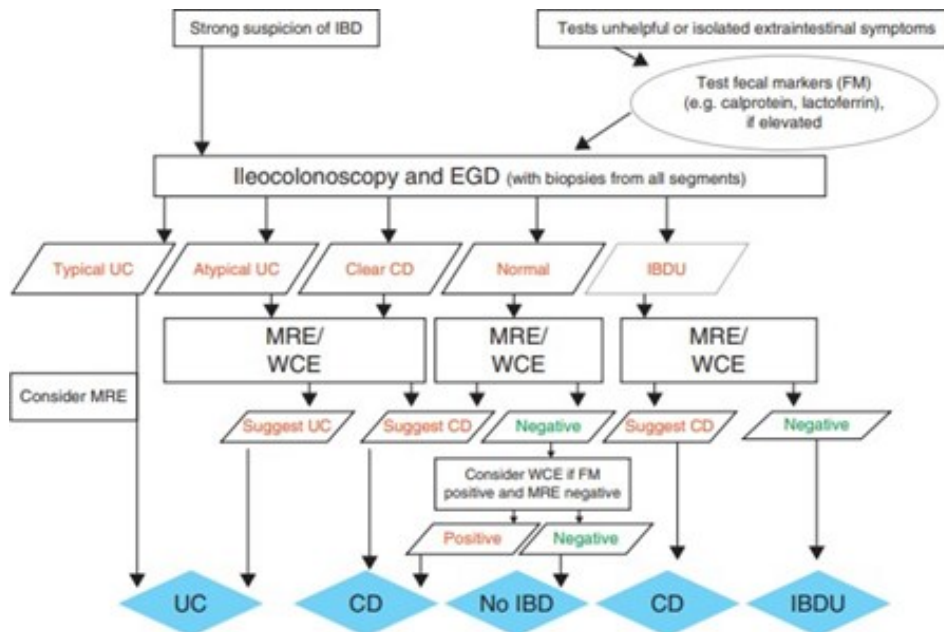 Strong suspicion of IBD
Tests unhelpful or isolated extraintestinal symptoms
Test fecal markers (FM)
(e.g. calprotein, lactoferrin),
if elevated
Ileocolonoscopy and EGD (with biopsies from all segments)
Typical UC
Atypical UC
Clear CD
Normal
IBDU
MRE/
WCE
MRE/
WCE
MRE/
WCE
Consider MRE
Suggest UC
Suggest CD
Negative
Suggest CD
Negative
Consider WCE if FM
positive and MRE negative
Positive
Negative
UC
CD
No IBD
CD
IBDU